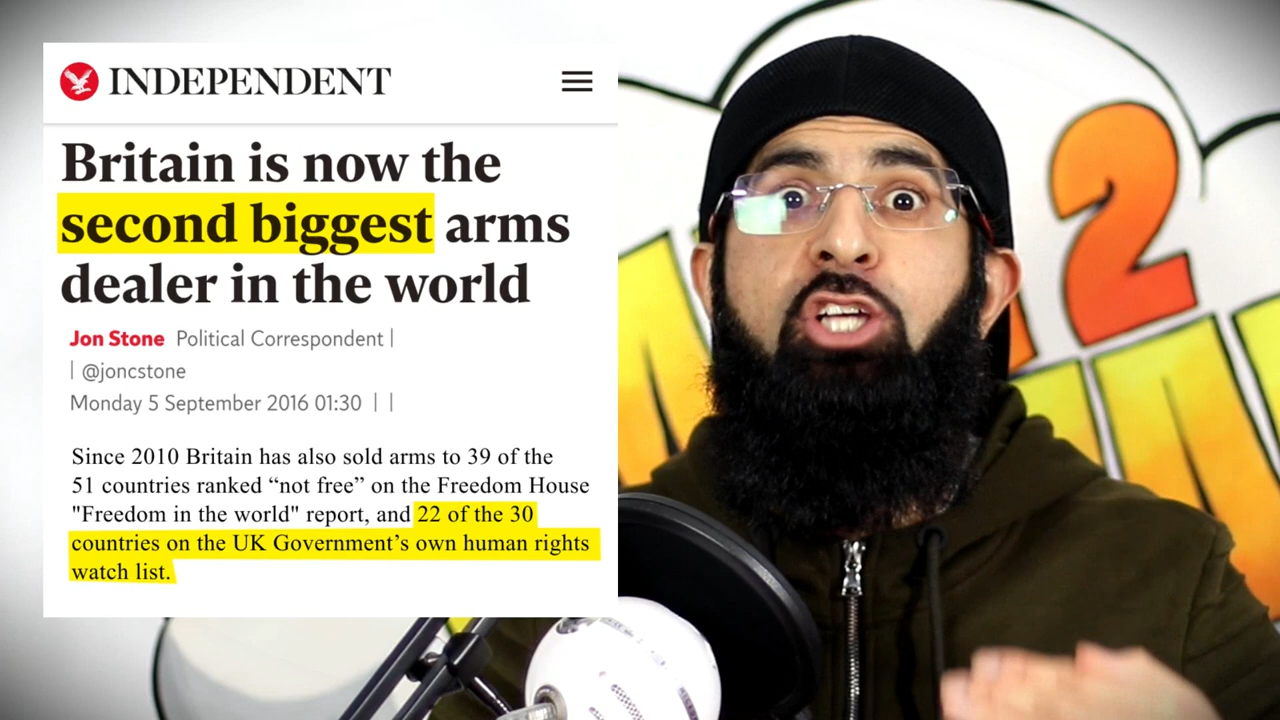 INDEPENDENT
Britain is now the
second biggest arms
dealer in the world
Jon Stone Political Correspondent |
| @joncstone
Monday 5 September 2016 01:30 | |
Since 2010 Britain has also sold arms to 39 of the
51 countries ranked “not free” on the Freedom House
"Freedom in the world" report, and 22 of the 30
countries on the UK Government’s own human rights
watch list.
2